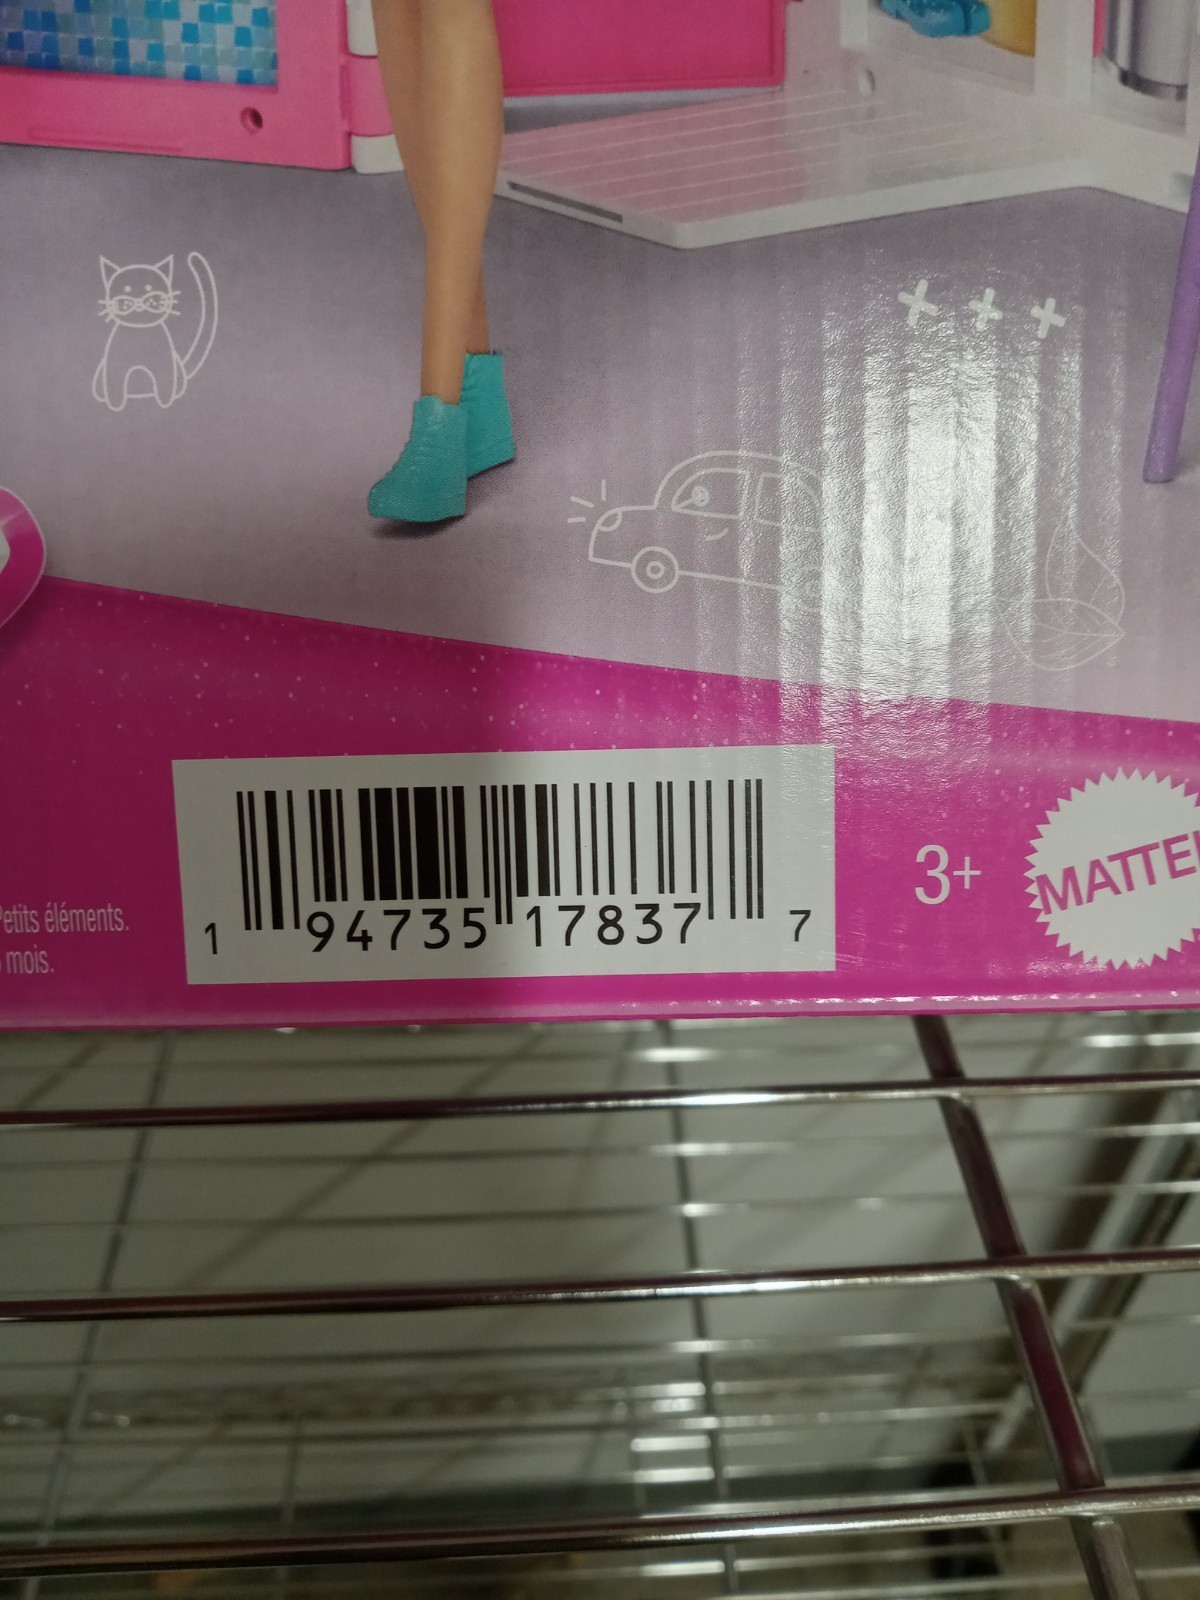 Petits éléments.
mois.
1 94735 17837 7
3+
MATTEL